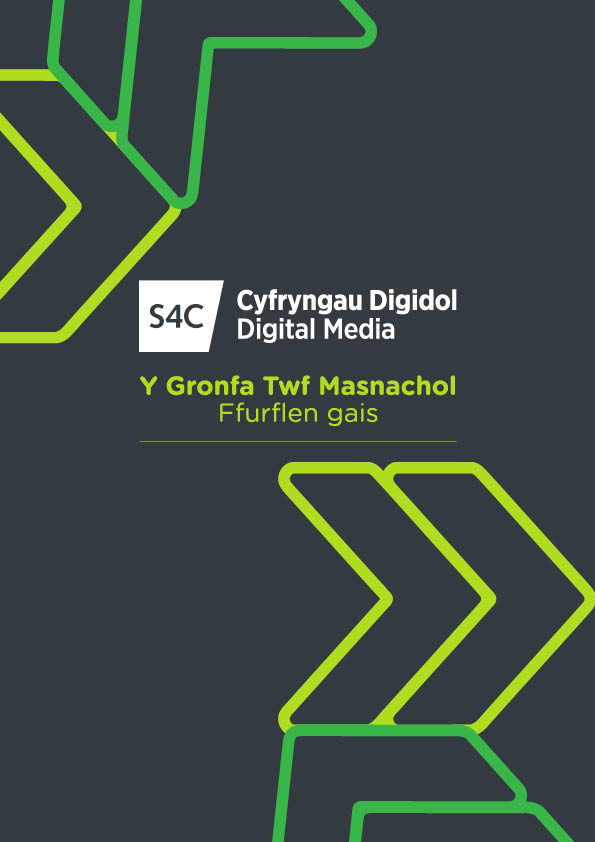 S4C
Cyfryngau Digidol
Digital Media
Y Gronfa Twf Masnachol
Ffurflen gais